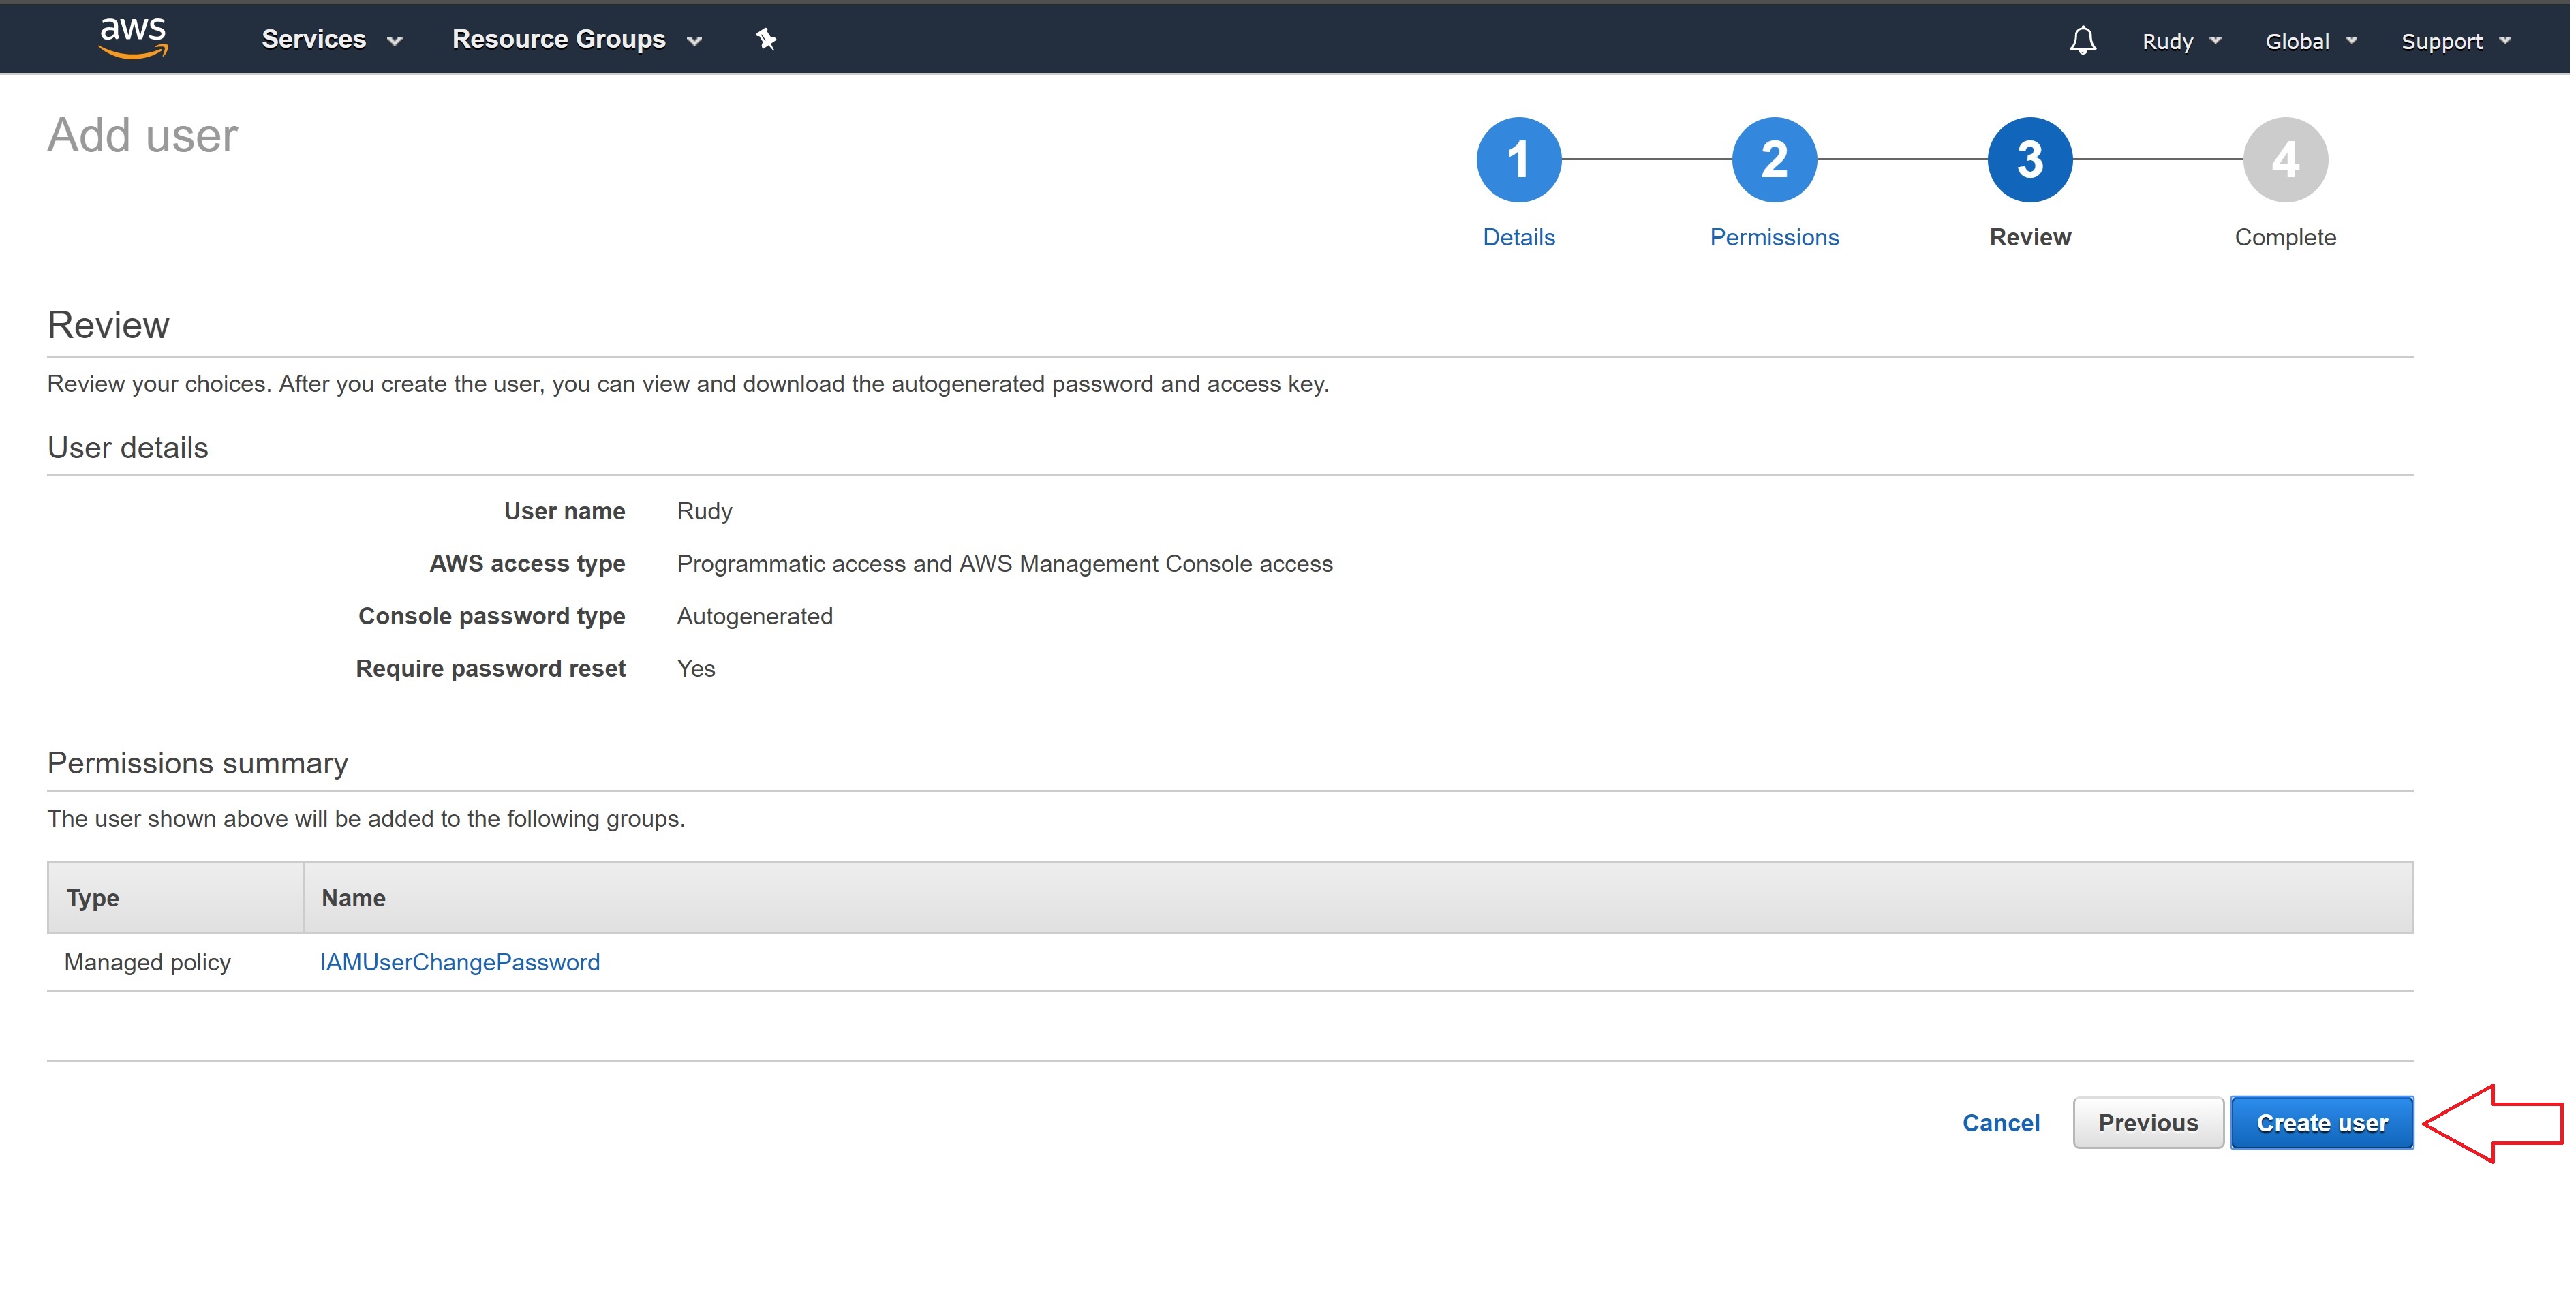 aws Services Resource Groups Rudy Global Support
Add user
1 2 3 4
Details Permissions Review Complete
Review
Review your choices. After you create the user, you can view and download the autogenerated password and access key.
User details
User name Rudy
AWS access type Programmatic access and AWS Management Console access
Console password type Autogenerated
Require password reset Yes
Permissions summary
The user shown above will be added to the following groups.
Type Name
Managed policy IAMUserChangePassword
Cancel Previous Create user